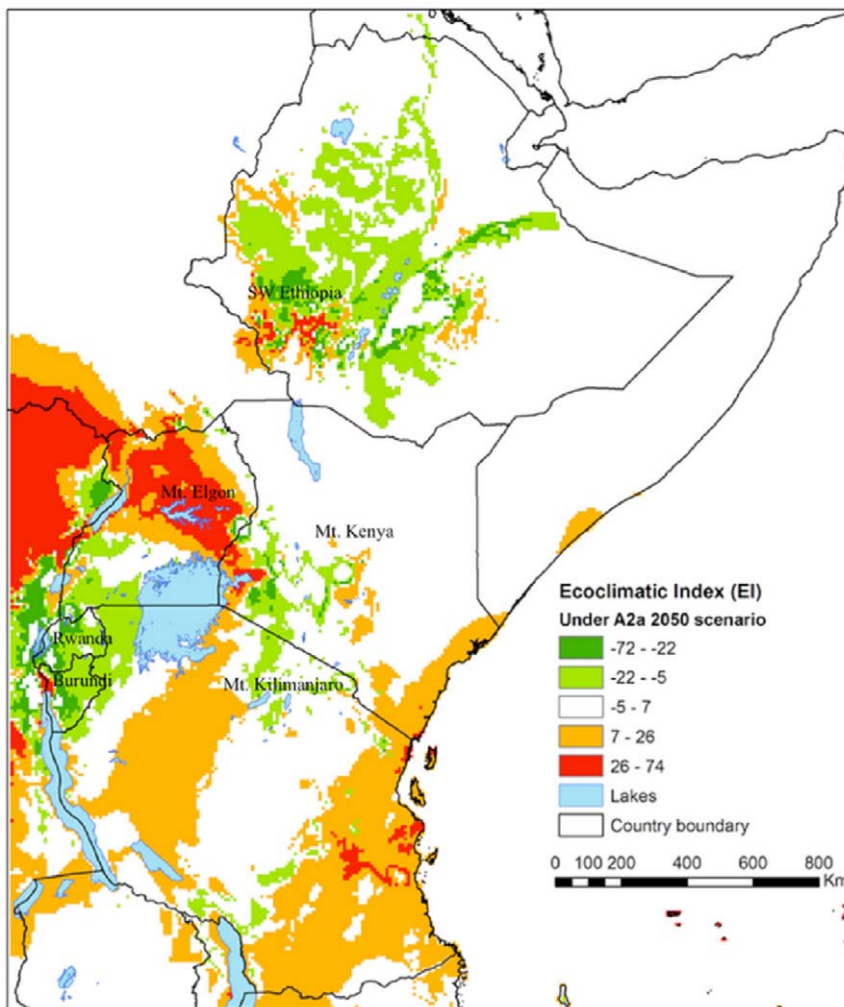 SW Ethiopia
Mt. Elgon
Mt. Kenya
Rwanda
Burundi
Mt. Kilimanjaro
Ecoclimatic Index (EI)
Under A2a 2050 scenario
-72 - -22
-22 - -5
-5 - 7
7 - 26
26 - 74
Lakes
Country boundary
0 100 200 400 600 800
Km